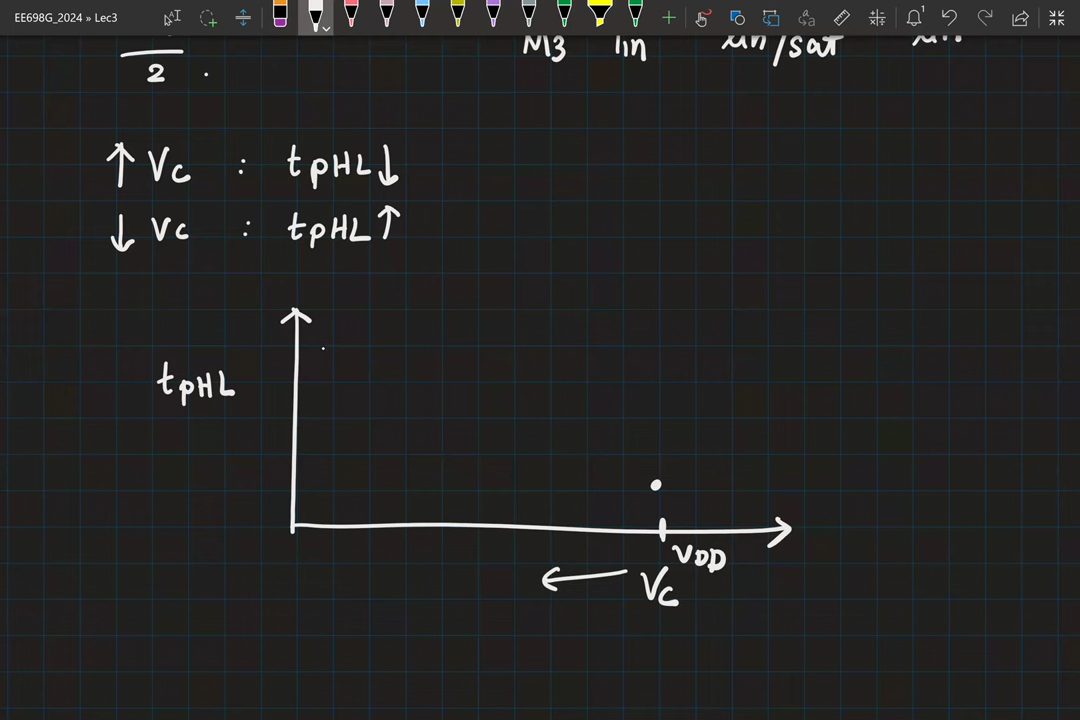 EE698G_2024 » Lec3
M3 lin lin/sat
2
↑ Vc : tpHL↓
↓ Vc : tpHL↑
tpHL
VDD
← Vc